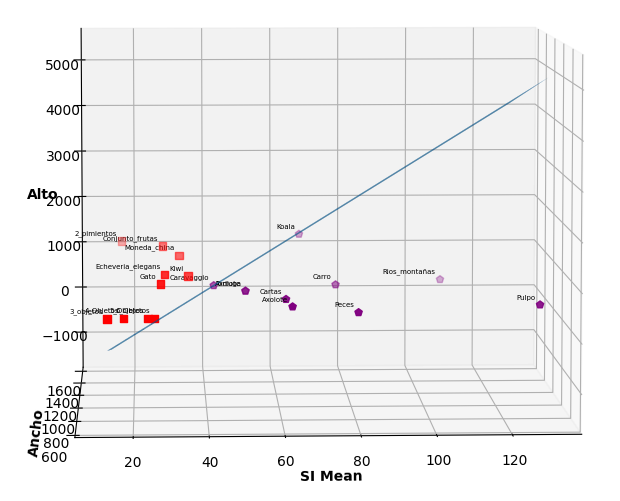 5000
4000
3000
Alto
2000
2_pimientos
Koala
1000
Conjunto_frutas
Moneda_china
Echeveria_elegans
Kiwi
Rios_montañas
Gato
Caravaggio
Carro
0
Cartas
Axolote
Pulpo
Peces
3_objetos
−1000
1600
1400
1200
1000
800
600
Ancho
20
40
60
80
100
120
SI Mean